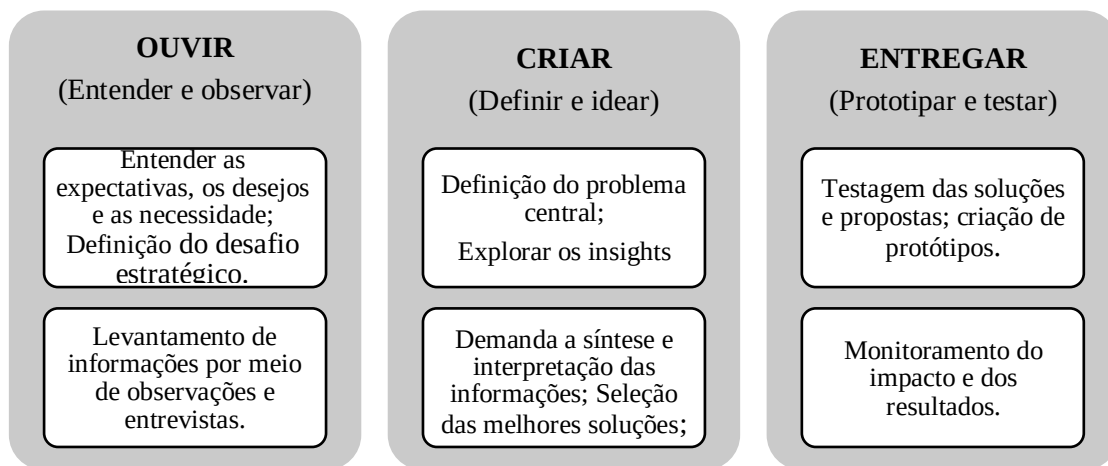 OUVIR
(Entender e observar)
Entender as
expectativas, os desejos
e as necessidade;
Definição do desafio
estratégico.
Levantamento de
informações por meio
de observações e
entrevistas.
CRIAR
(Definir e idear)
Definição do problema
central;
Explorar os insights
Demanda a síntese e
interpretação das
informações; Seleção
das melhores soluções;
ENTREGAR
(Prototipar e testar)
Testagem das soluções
e propostas; criação de
protótipos.
Monitoramento do
impacto e dos
resultados.